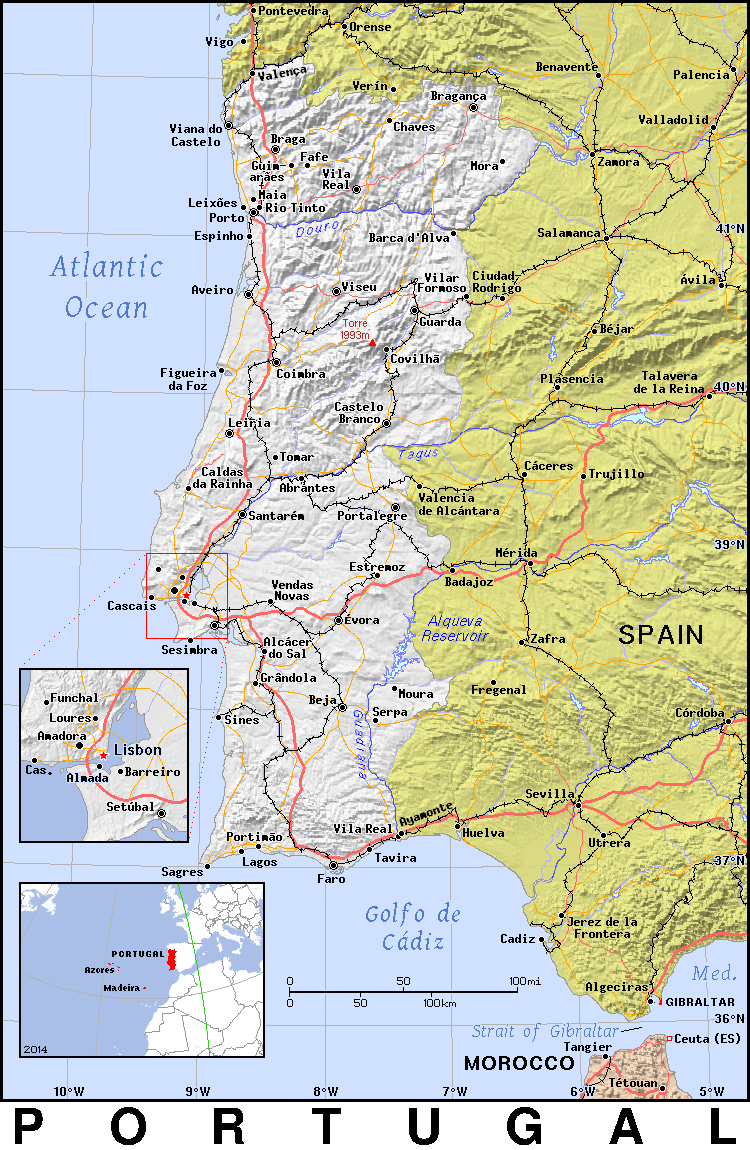 Pontevedra
Orense
Vigo
Valença
Benavente
Palencia
Verín
Bragança
Viana do
Castelo
Chaves
Valladolid
Braga
Fafe
Guim-
arães
Mora
Zamora
Vila
Real
Maia
Leixões
Rio Tinto
Porto
Douro
Espinho
Barca d'Alva
Salamanca
41°N
Atlantic
Ocean
Aveiro
Viseu
Vilar
Formoso
Ciudad
Rodrigo
Ávila
Torre
1993m
Guarda
Béjar
Covilhã
Figueira
da Foz
Coimbra
Plasencia
Talavera
de la Reina
40°N
Castelo
Branco
Leiria
Tagus
Tomar
Caldas
da Rainha
Abrantes
Cáceres
Trujillo
Valencia
de Alcántara
Santarém
Portalegre
39°N
Mérida
Estremoz
Badajoz
Cascais
Vendas
Novas
Évora
Alqueva
Reservoir
SPAIN
Zafra
Sesimbra
Alcácer
do Sal
Grândola
Moura
Fregenal
Beja
Serpa
Sines
Guadiana
Córdoba
Funchal
Loures
Amadora
Lisbon
Cas.
Almada
Barreiro
Setúbal
Sevilla
Ayamonte
Vila Real
Huelva
Utrera
Portimão
Lagos
Tavira
Sagres
Faro
37°N
Golfo de
Cádiz
Jerez de la
Frontera
Cadiz
PORTUGAL
Azores
Madeira
2014
0 50 100mi
0 50 100km
Med.
Algeciras
GIBRALTAR
36°N
Strait of Gibraltar
Ceuta (ES)
Tangier
MOROCCO
Tétouan
10°W 9°W 8°W 7°W 6°W 5°W
PORTUGAL